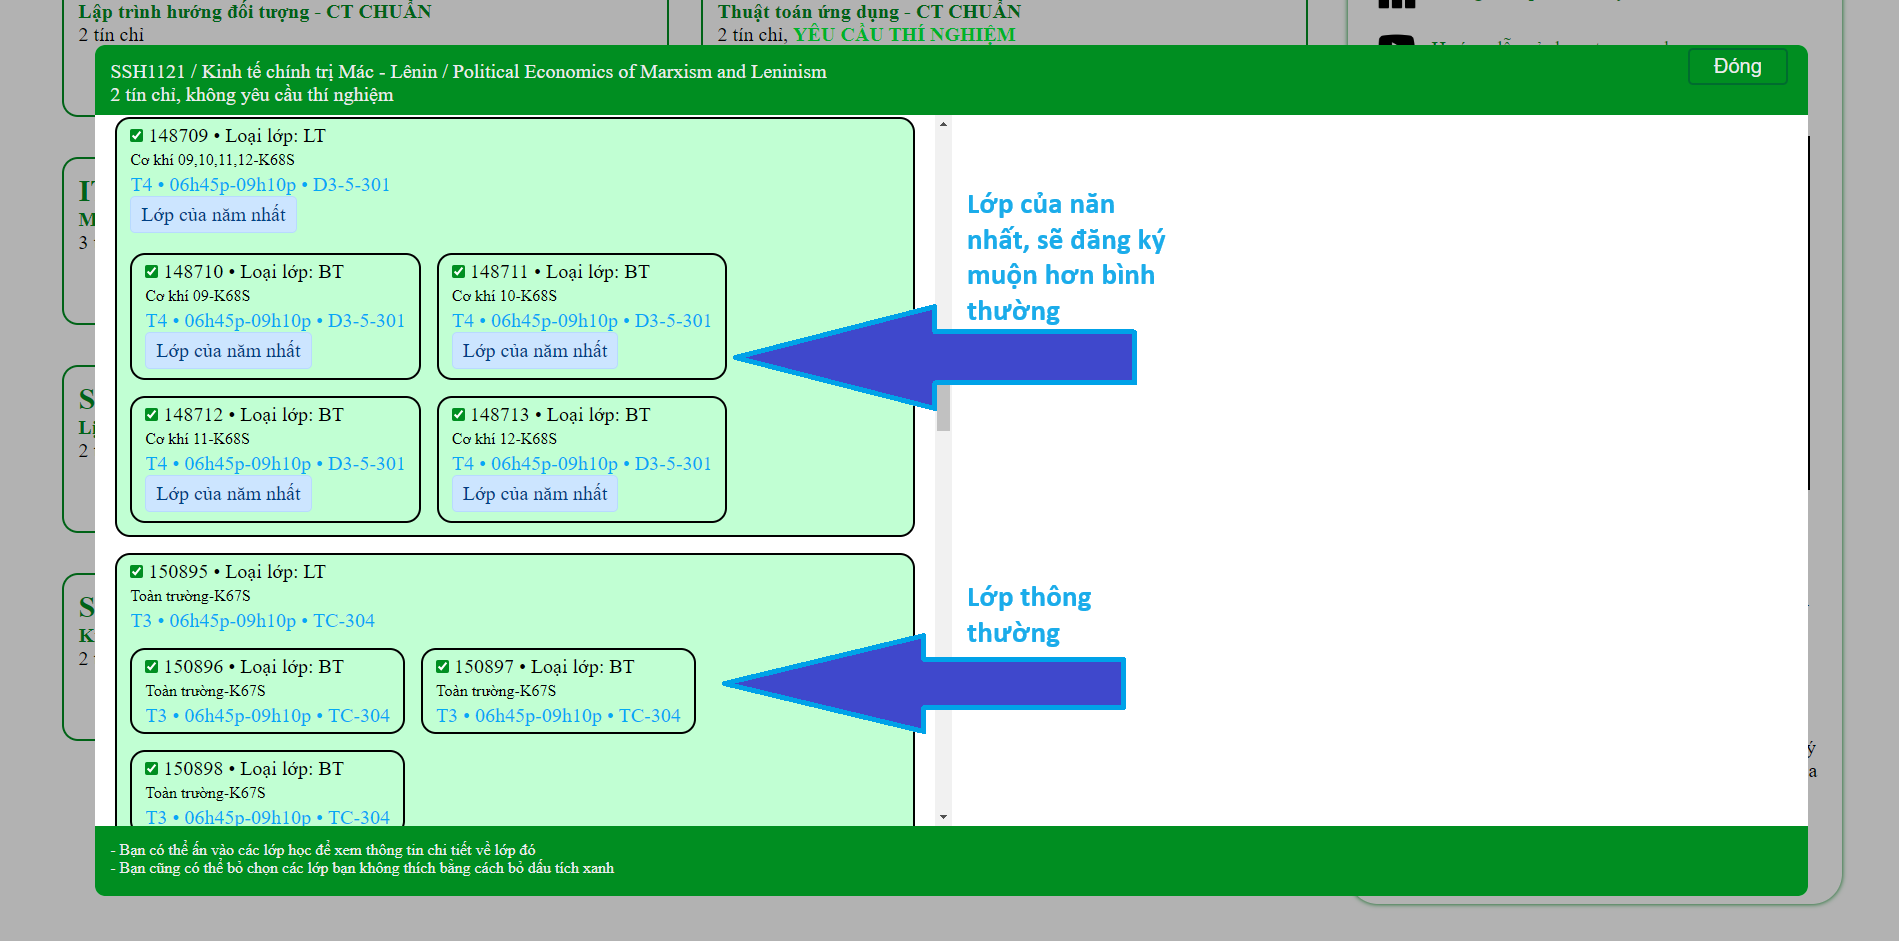 Lập trình hướng đối tượng - CT CHUẨN
2 tín chỉ
Thuật toán ứng dụng - CT CHUẨN
2 tín chỉ, YÊU CẦU THÍ NGHIỆM
SSH1121 / Kinh tế chính trị Mác - Lênin / Political Economics of Marxism and Leninism
2 tín chỉ, không yêu cầu thí nghiệm
Đóng
148709 • Loại lớp: LT
Cơ khí 09,10,11,12-K68S
T4 • 06h45p-09h10p • D3-5-301
Lớp của năm nhất
148710 • Loại lớp: BT
Cơ khí 09-K68S
T4 • 06h45p-09h10p • D3-5-301
Lớp của năm nhất
148711 • Loại lớp: BT
Cơ khí 10-K68S
T4 • 06h45p-09h10p • D3-5-301
Lớp của năm nhất
148712 • Loại lớp: BT
Cơ khí 11-K68S
T4 • 06h45p-09h10p • D3-5-301
Lớp của năm nhất
148713 • Loại lớp: BT
Cơ khí 12-K68S
T4 • 06h45p-09h10p • D3-5-301
Lớp của năm nhất
Lớp của năn
nhất, sẽ đăng ký
muộn hơn bình
thường
150895 • Loại lớp: LT
Toàn trường-K67S
T3 • 06h45p-09h10p • TC-304
150896 • Loại lớp: BT
Toàn trường-K67S
T3 • 06h45p-09h10p • TC-304
150897 • Loại lớp: BT
Toàn trường-K67S
T3 • 06h45p-09h10p • TC-304
150898 • Loại lớp: BT
Toàn trường-K67S
T3 • 06h45p-09h10p • TC-304
Lớp thông
thường
- Bạn có thể ấn vào các lớp học để xem thông tin chi tiết về lớp đó
- Bạn cũng có thể bỏ chọn các lớp bạn không thích bằng cách bỏ dấu tích xanh